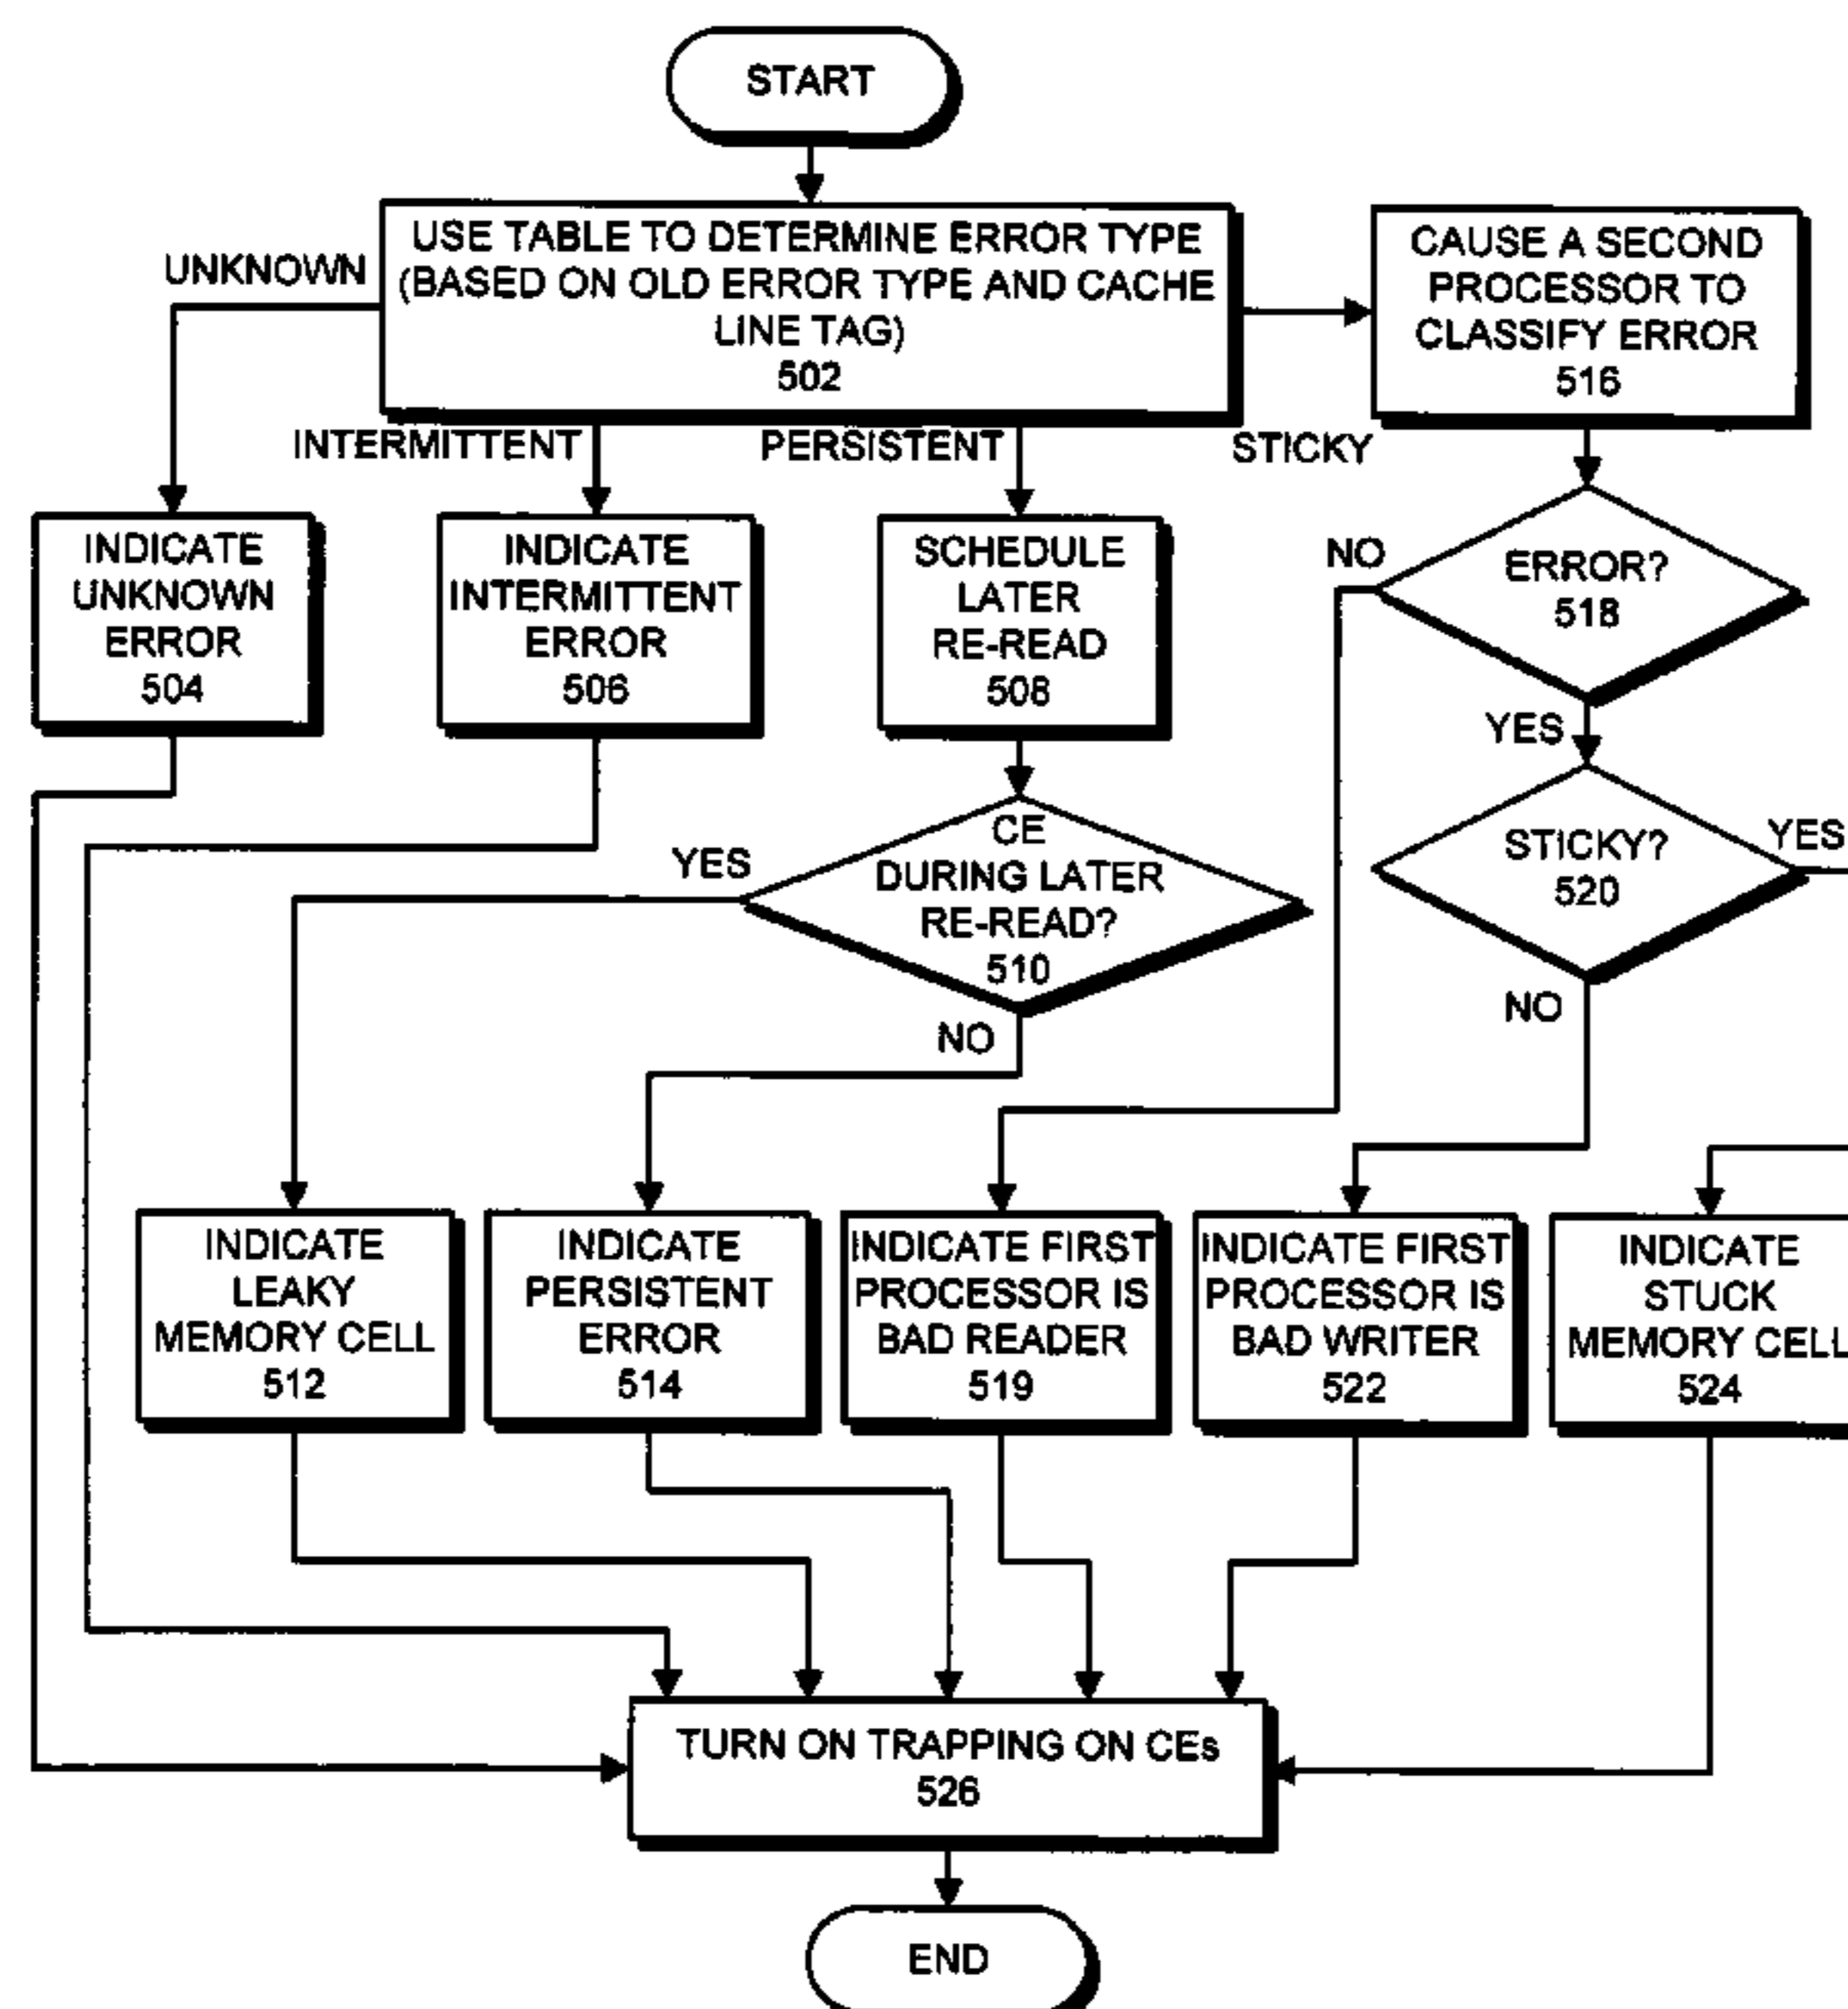 START
USE TABLE TO DETERMINE ERROR TYPE
(BASED ON OLD ERROR TYPE AND CACHE
LINE TAG)
502
CAUSE A SECOND
PROCESSOR TO
CLASSIFY ERROR
516
UNKNOWN
INTERMITTENT
PERSISTENT
STICKY
INDICATE
UNKNOWN
ERROR
504
INDICATE
INTERMITTENT
ERROR
506
SCHEDULE
LATER
RE-READ
508
NO
ERROR?
518
YES
CE
DURING LATER
RE-READ?
510
YES
NO
STICKY?
520
YES
NO
INDICATE
LEAKY
MEMORY CELL
512
INDICATE
PERSISTENT
ERROR
514
INDICATE FIRST
PROCESSOR IS
BAD READER
519
INDICATE FIRST
PROCESSOR IS
BAD WRITER
522
INDICATE
STUCK
MEMORY CELL
524
TURN ON TRAPPING ON CEs
526
END